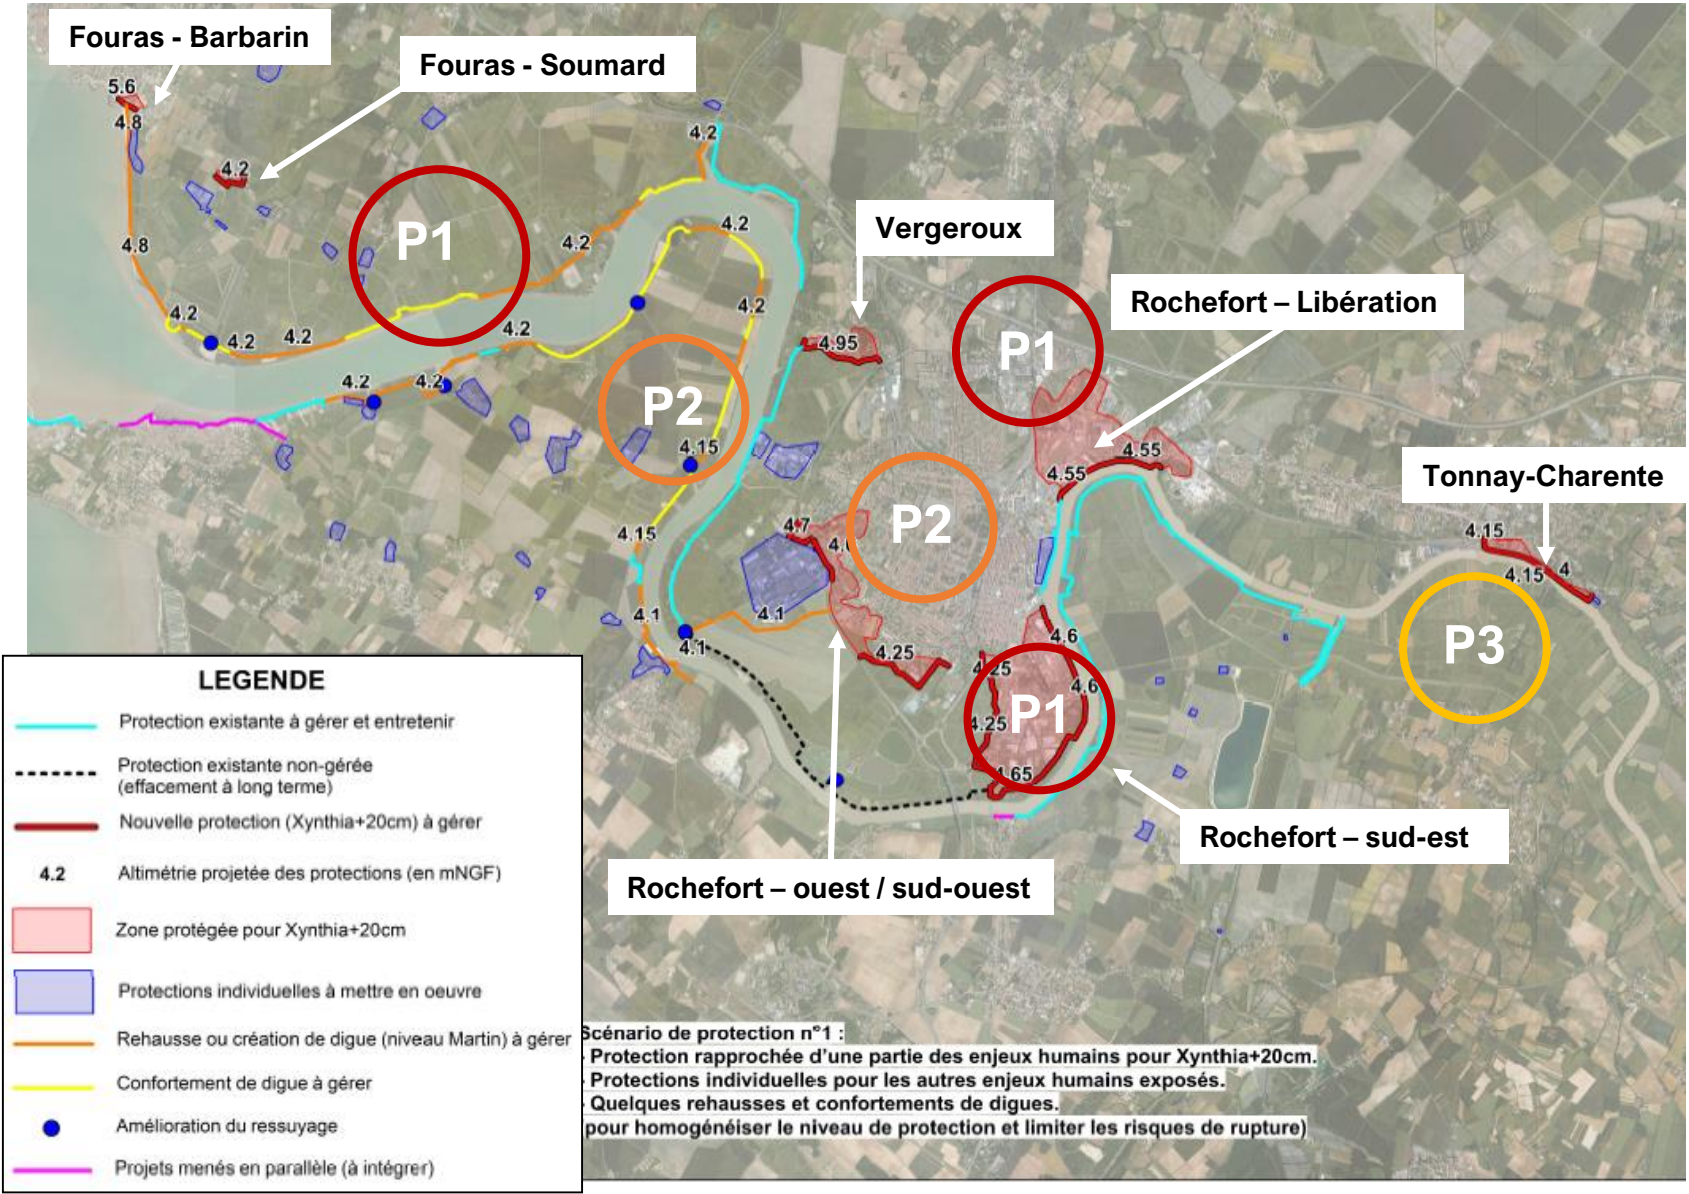 Fouras - Barbarin
Fouras - Soumard
5.6
4.8
4.2
4.2
P1
4.2
4.2
Vergeroux
4.8
4.2
Rochefort – Libération
4.2
4.2
4.2
4.2
4.2
4.95
P1
4.2
4.2
P2
4.15
4.55
4.55
Tonnay-Charente
4.15
4.7
P2
4.15
4.15
4
4.1
4.1
4.1
4.25
4.6
4.25
4.6
4.25
P1
4.65
P3
Rochefort – sud-est
Rochefort – ouest / sud-ouest
LEGENDE
Protection existante à gérer et entretenir
Protection existante non-gérée
(effacement à long terme)
Nouvelle protection (Xynthia+20cm) à gérer
4.2
Altimétrie projetée des protections (en mNGF)
Zone protégée pour Xynthia+20cm
Protections individuelles à mettre en oeuvre
Rehausse ou création de digue (niveau Martin) à gérer
Confortement de digue à gérer
Amélioration du ressuyage
Projets menés en parallèle (à intégrer)
Scénario de protection n°1 :
- Protection rapprochée d'une partie des enjeux humains pour Xynthia+20cm.
- Protections individuelles pour les autres enjeux humains exposés.
- Quelques rehausses et confortements de digues.
(pour homogénéiser le niveau de protection et limiter les risques de rupture)